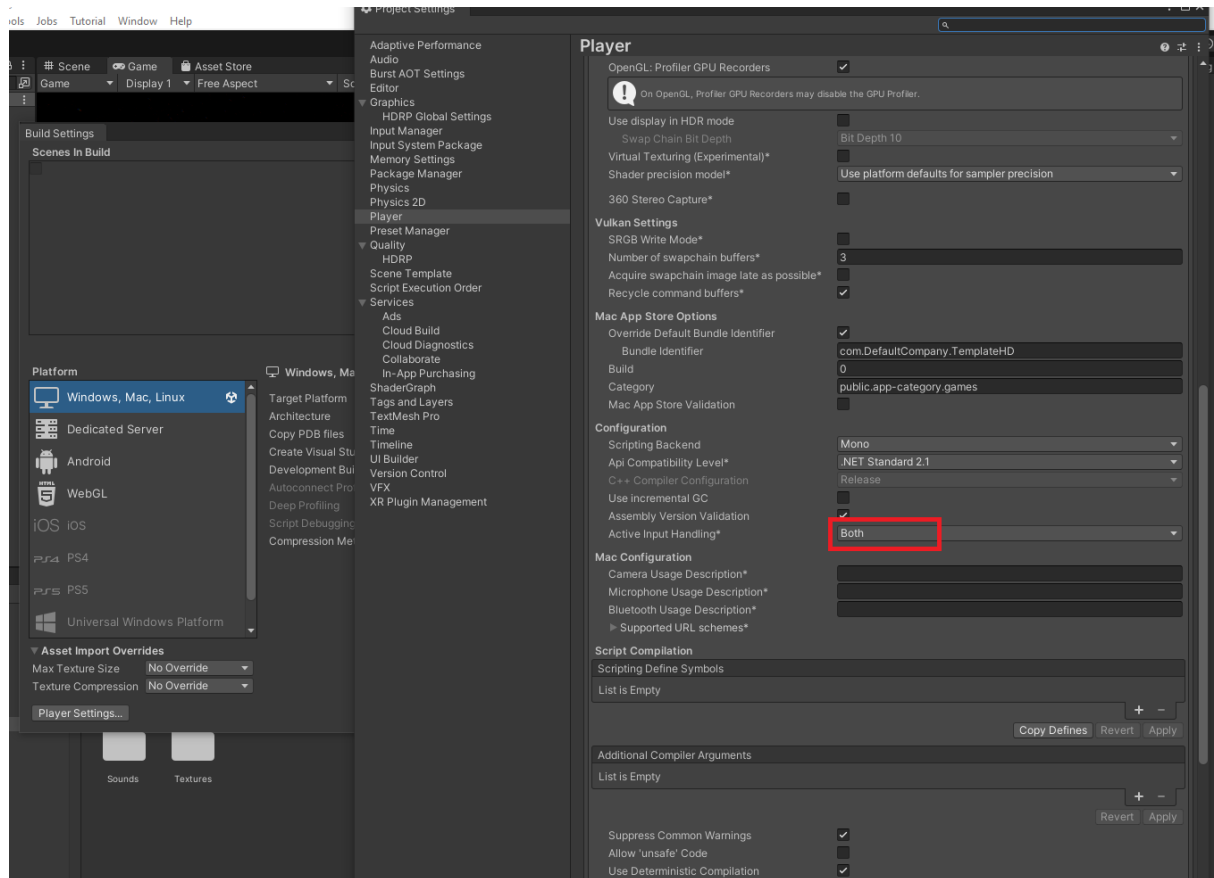 ools Jobs Tutorial Window Help
Project Settings
# Scene Game Asset Store
Game Display 1 Free Aspect Sc
Build Settings
Scenes In Build
Platform
Windows, Mac, Linux
Dedicated Server
Android
WebGL
iOS iOS
PS4 PS4
PS5 PS5
Universal Windows Platform
Windows, Ma
Target Platform
Architecture
Copy PDB files
Create Visual Stu
Development Bui
Autoconnect Pro
Deep Profiling
Script Debugging
Compression Met
Asset Import Overrides
Max Texture Size No Override
Texture Compression No Override
Player Settings...
Sounds Textures
Adaptive Performance
Audio
Burst AOT Settings
Editor
Graphics
HDRP Global Settings
Input Manager
Input System Package
Memory Settings
Package Manager
Physics
Physics 2D
Player
Preset Manager
Quality
HDRP
Scene Template
Script Execution Order
Services
Ads
Cloud Build
Cloud Diagnostics
Collaborate
In-App Purchasing
ShaderGraph
Tags and Layers
TextMesh Pro
Time
Timeline
UI Builder
Version Control
VFX
XR Plugin Management
Player
OpenGL: Profiler GPU Recorders
On OpenGL, Profiler GPU Recorders may disable the GPU Profiler.
Use display in HDR mode
Swap Chain Bit Depth Bit Depth 10
Virtual Texturing (Experimental)*
Shader precision model* Use platform defaults for sampler precision
360 Stereo Capture*
Vulkan Settings
SRGB Write Mode*
Number of swapchain buffers* 3
Acquire swapchain image late as possible*
Recycle command buffers*
Mac App Store Options
Override Default Bundle Identifier
Bundle Identifier com.DefaultCompany.TemplateHD
Build 0
Category public.app-category.games
Mac App Store Validation
Configuration
Scripting Backend Mono
Api Compatibility Level* .NET Standard 2.1
C++ Compiler Configuration Release
Use incremental GC
Assembly Version Validation
Active Input Handling* Both
Mac Configuration
Camera Usage Description*
Microphone Usage Description*
Bluetooth Usage Description*
Supported URL schemes*
Script Compilation
Scripting Define Symbols
List is Empty
+ −
Copy Defines Revert Apply
Additional Compiler Arguments
List is Empty
+ −
Revert Apply
Suppress Common Warnings
Allow 'unsafe' Code
Use Deterministic Compilation